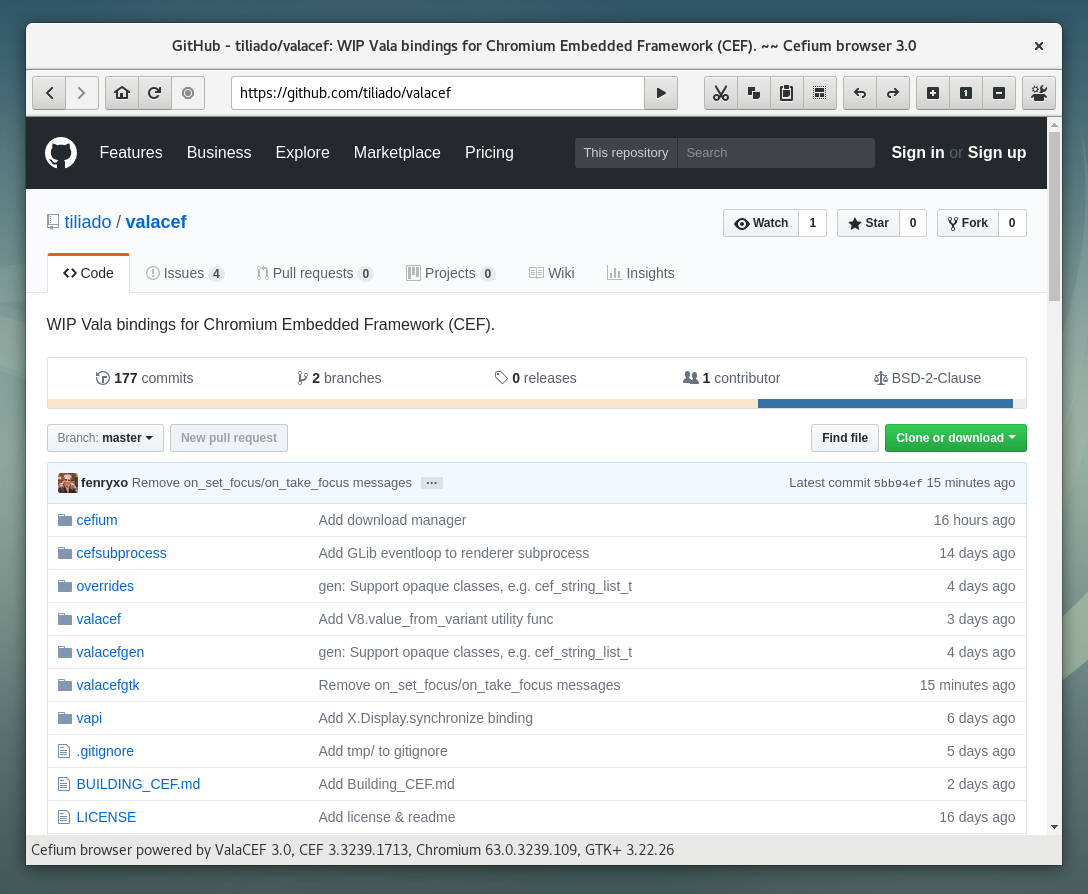 GitHub - tiliado/valacef: WIP Vala bindings for Chromium Embedded Framework (CEF). ~~ Cefium browser 3.0
https://github.com/tiliado/valacef
1
Features Business Explore Marketplace Pricing This repository Search Sign in or Sign up
tiliado / valacef Watch 1 Star 0 Fork 0
Code Issues 4 Pull requests 0 Projects 0 Wiki Insights
WIP Vala bindings for Chromium Embedded Framework (CEF).
177 commits 2 branches 0 releases 1 contributor BSD-2-Clause
Branch: master New pull request Find file Clone or download
fenryxo Remove on_set_focus/on_take_focus messages ... Latest commit 5bb94ef 15 minutes ago
cefium Add download manager 16 hours ago
cefsubprocess Add GLib eventloop to renderer subprocess 14 days ago
overrides gen: Support opaque classes, e.g. cef_string_list_t 4 days ago
valacef Add V8.value_from_variant utility func 3 days ago
valacefgen gen: Support opaque classes, e.g. cef_string_list_t 4 days ago
valacefgtk Remove on_set_focus/on_take_focus messages 15 minutes ago
vapi Add X.Display.synchronize binding 6 days ago
.gitignore Add tmp/ to gitignore 5 days ago
BUILDING_CEF.md Add Building_CEF.md 2 days ago
LICENSE Add license & readme 16 days ago
Cefium browser powered by ValaCEF 3.0, CEF 3.3239.1713, Chromium 63.0.3239.109, GTK+ 3.22.26